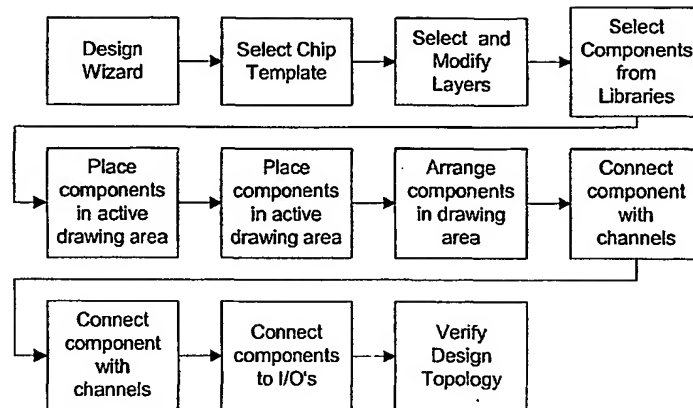 Design
Wizard
Select Chip
Template
Select and
Modify
Layers
Select
Components
from
Libraries
Place
components
in active
drawing area
Place
components
in active
drawing area
Arrange
components
in drawing
area
Connect
component
with
channels
Connect
component
with
channels
Connect
components
to I/O's
Verify
Design
Topology